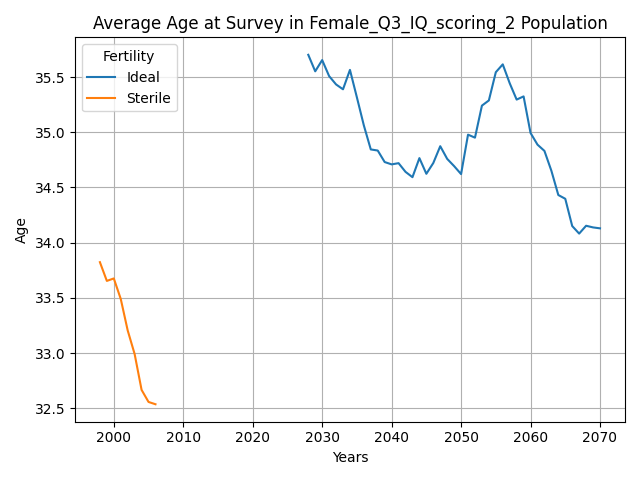 Average Age at Survey in Female_Q3_IQ_scoring_2 Population
Fertility
Ideal
Sterile
35.5
35.0
34.5
34.0
33.5
33.0
32.5
Age
2000
2010
2020
2030
2040
2050
2060
2070
Years